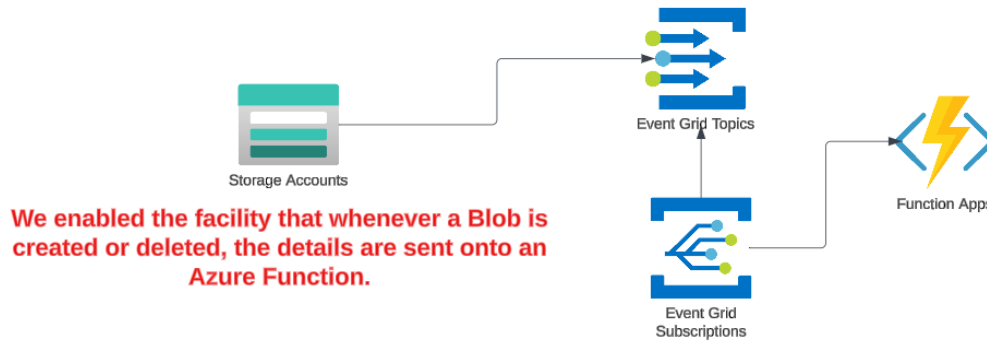 Event Grid Topics
Storage Accounts
Function Apps
We enabled the facility that whenever a Blob is
created or deleted, the details are sent onto an
Azure Function.
Event Grid
Subscriptions